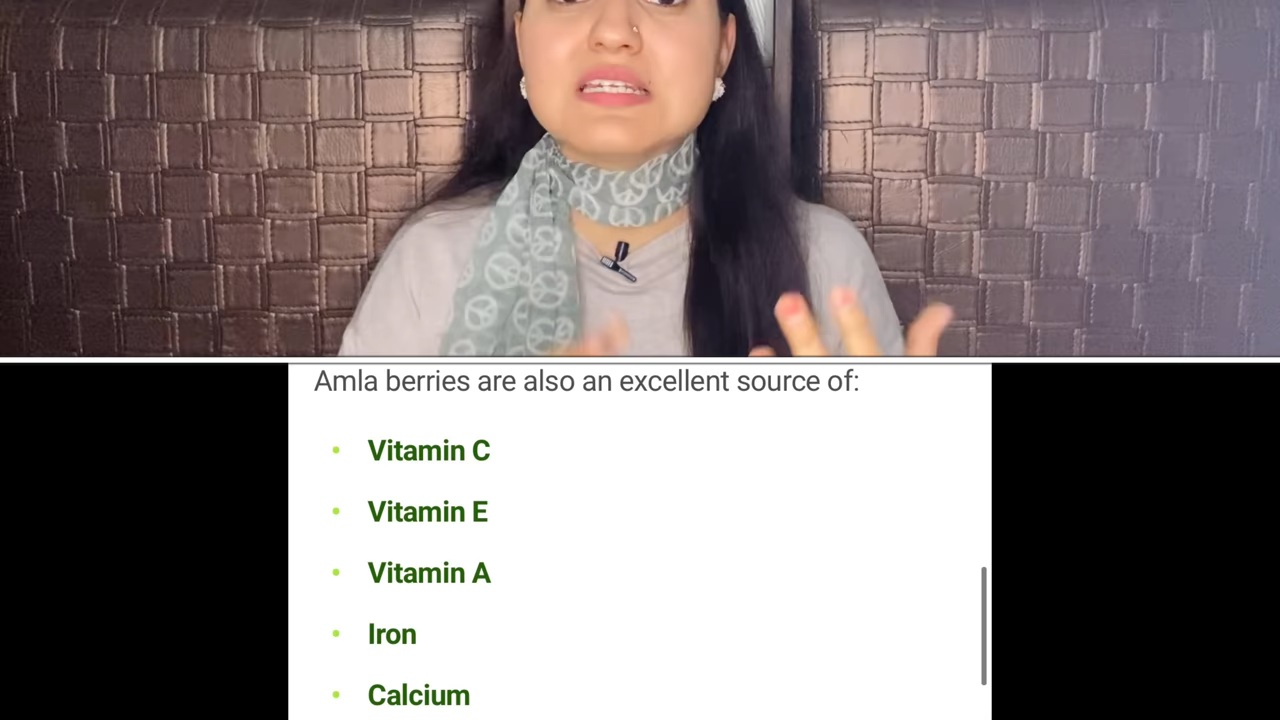 Amla berries are also an excellent source of:
• Vitamin C
• Vitamin E
• Vitamin A
• Iron
• Calcium